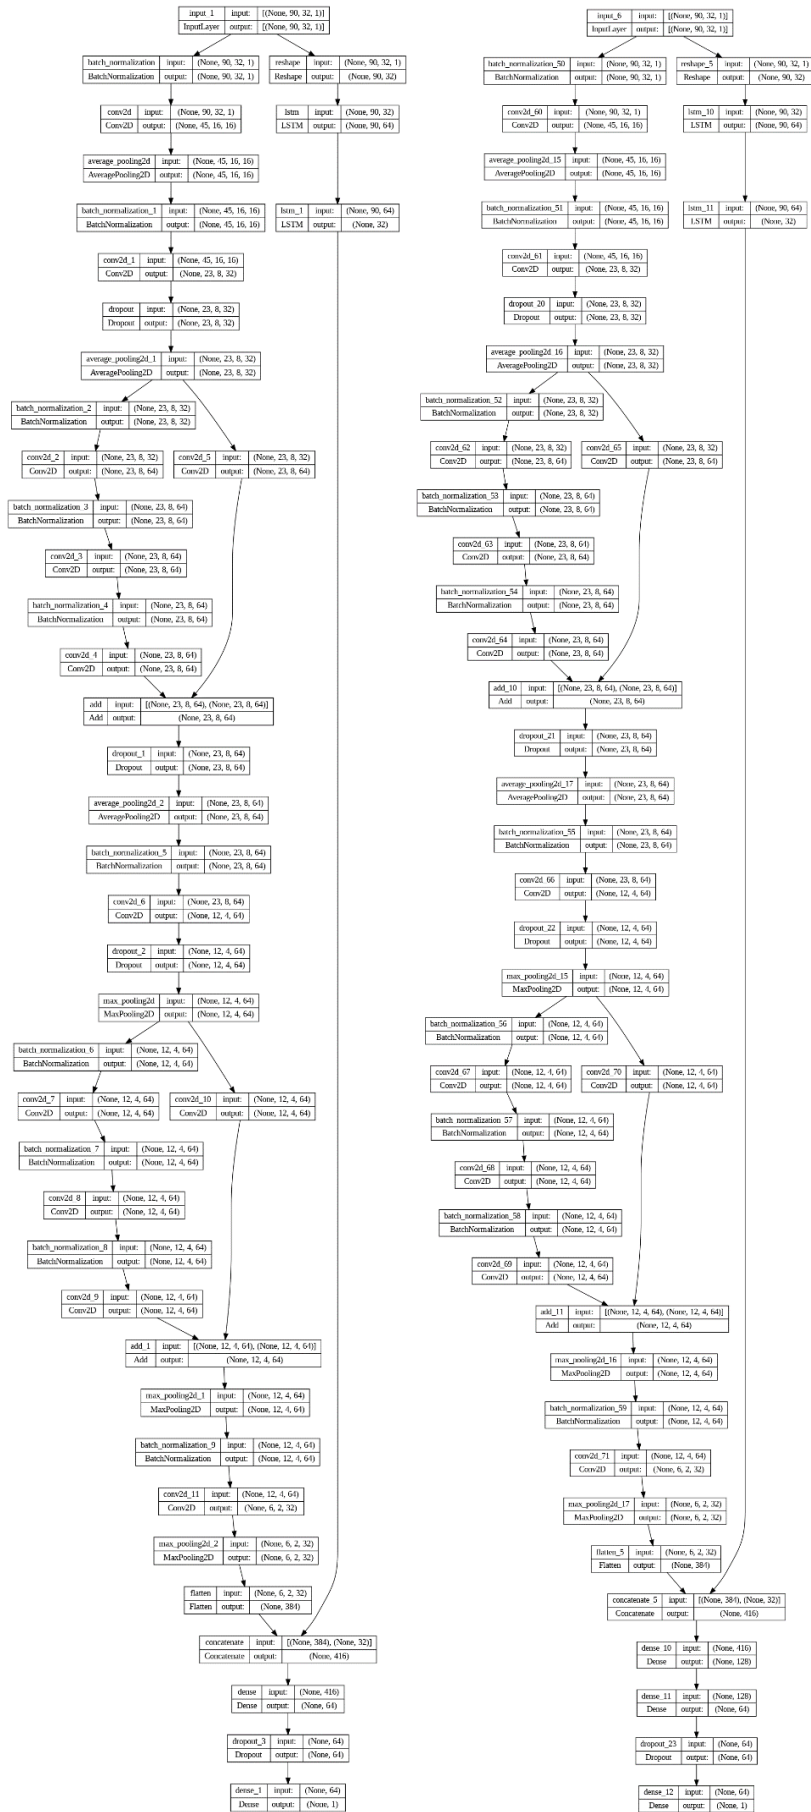 input_1 input: [(None, 90, 32, 1)]
InputLayer output: [(None, 90, 32, 1)]
batch_normalization input: (None, 90, 32, 1)
BatchNormalization output: (None, 90, 32, 1)
reshape input: (None, 90, 32, 1)
Reshape output: (None, 90, 32)
conv2d input: (None, 90, 32, 1)
Conv2D output: (None, 45, 16, 16)
lstm input: (None, 90, 32)
LSTM output: (None, 90, 64)
average_pooling2d input: (None, 45, 16, 16)
AveragePooling2D output: (None, 45, 16, 16)
batch_normalization_1 input: (None, 45, 16, 16)
BatchNormalization output: (None, 45, 16, 16)
lstm_1 input: (None, 90, 64)
LSTM output: (None, 32)
conv2d_1 input: (None, 45, 16, 16)
Conv2D output: (None, 23, 8, 32)
dropout input: (None, 23, 8, 32)
Dropout output: (None, 23, 8, 32)
average_pooling2d_1 input: (None, 23, 8, 32)
AveragePooling2D output: (None, 23, 8, 32)
batch_normalization_2 input: (None, 23, 8, 32)
BatchNormalization output: (None, 23, 8, 32)
conv2d_2 input: (None, 23, 8, 32)
Conv2D output: (None, 23, 8, 64)
conv2d_5 input: (None, 23, 8, 32)
Conv2D output: (None, 23, 8, 64)
batch_normalization_3 input: (None, 23, 8, 64)
BatchNormalization output: (None, 23, 8, 64)
conv2d_3 input: (None, 23, 8, 64)
Conv2D output: (None, 23, 8, 64)
batch_normalization_4 input: (None, 23, 8, 64)
BatchNormalization output: (None, 23, 8, 64)
conv2d_4 input: (None, 23, 8, 64)
Conv2D output: (None, 23, 8, 64)
add input: [(None, 23, 8, 64), (None, 23, 8, 64)]
Add output: (None, 23, 8, 64)
dropout_1 input: (None, 23, 8, 64)
Dropout output: (None, 23, 8, 64)
average_pooling2d_2 input: (None, 23, 8, 64)
AveragePooling2D output: (None, 23, 8, 64)
batch_normalization_5 input: (None, 23, 8, 64)
BatchNormalization output: (None, 23, 8, 64)
conv2d_6 input: (None, 23, 8, 64)
Conv2D output: (None, 12, 4, 64)
dropout_2 input: (None, 12, 4, 64)
Dropout output: (None, 12, 4, 64)
max_pooling2d input: (None, 12, 4, 64)
MaxPooling2D output: (None, 12, 4, 64)
batch_normalization_6 input: (None, 12, 4, 64)
BatchNormalization output: (None, 12, 4, 64)
conv2d_7 input: (None, 12, 4, 64)
Conv2D output: (None, 12, 4, 64)
conv2d_10 input: (None, 12, 4, 64)
Conv2D output: (None, 12, 4, 64)
batch_normalization_7 input: (None, 12, 4, 64)
BatchNormalization output: (None, 12, 4, 64)
conv2d_8 input: (None, 12, 4, 64)
Conv2D output: (None, 12, 4, 64)
batch_normalization_8 input: (None, 12, 4, 64)
BatchNormalization output: (None, 12, 4, 64)
conv2d_9 input: (None, 12, 4, 64)
Conv2D output: (None, 12, 4, 64)
add_1 input: [(None, 12, 4, 64), (None, 12, 4, 64)]
Add output: (None, 12, 4, 64)
max_pooling2d_1 input: (None, 12, 4, 64)
MaxPooling2D output: (None, 12, 4, 64)
batch_normalization_9 input: (None, 12, 4, 64)
BatchNormalization output: (None, 12, 4, 64)
conv2d_11 input: (None, 12, 4, 64)
Conv2D output: (None, 6, 2, 32)
max_pooling2d_2 input: (None, 6, 2, 32)
MaxPooling2D output: (None, 6, 2, 32)
flatten input: (None, 6, 2, 32)
Flatten output: (None, 384)
concatenate input: [(None, 384), (None, 32)]
Concatenate output: (None, 416)
dense input: (None, 416)
Dense output: (None, 64)
dropout_3 input: (None, 64)
Dropout output: (None, 64)
dense_1 input: (None, 64)
Dense output: (None, 1)
input_6 input: [(None, 90, 32, 1)]
InputLayer output: [(None, 90, 32, 1)]
batch_normalization_50 input: (None, 90, 32, 1)
BatchNormalization output: (None, 90, 32, 1)
reshape_5 input: (None, 90, 32, 1)
Reshape output: (None, 90, 32)
conv2d_60 input: (None, 90, 32, 1)
Conv2D output: (None, 45, 16, 16)
lstm_10 input: (None, 90, 32)
LSTM output: (None, 90, 64)
average_pooling2d_15 input: (None, 45, 16, 16)
AveragePooling2D output: (None, 45, 16, 16)
batch_normalization_51 input: (None, 45, 16, 16)
BatchNormalization output: (None, 45, 16, 16)
lstm_11 input: (None, 90, 64)
LSTM output: (None, 32)
conv2d_61 input: (None, 45, 16, 16)
Conv2D output: (None, 23, 8, 32)
dropout_20 input: (None, 23, 8, 32)
Dropout output: (None, 23, 8, 32)
average_pooling2d_16 input: (None, 23, 8, 32)
AveragePooling2D output: (None, 23, 8, 32)
batch_normalization_52 input: (None, 23, 8, 32)
BatchNormalization output: (None, 23, 8, 32)
conv2d_62 input: (None, 23, 8, 32)
Conv2D output: (None, 23, 8, 64)
conv2d_65 input: (None, 23, 8, 32)
Conv2D output: (None, 23, 8, 64)
batch_normalization_53 input: (None, 23, 8, 64)
BatchNormalization output: (None, 23, 8, 64)
conv2d_63 input: (None, 23, 8, 64)
Conv2D output: (None, 23, 8, 64)
batch_normalization_54 input: (None, 23, 8, 64)
BatchNormalization output: (None, 23, 8, 64)
conv2d_64 input: (None, 23, 8, 64)
Conv2D output: (None, 23, 8, 64)
add_10 input: [(None, 23, 8, 64), (None, 23, 8, 64)]
Add output: (None, 23, 8, 64)
dropout_21 input: (None, 23, 8, 64)
Dropout output: (None, 23, 8, 64)
average_pooling2d_17 input: (None, 23, 8, 64)
AveragePooling2D output: (None, 23, 8, 64)
batch_normalization_55 input: (None, 23, 8, 64)
BatchNormalization output: (None, 23, 8, 64)
conv2d_66 input: (None, 23, 8, 64)
Conv2D output: (None, 12, 4, 64)
dropout_22 input: (None, 12, 4, 64)
Dropout output: (None, 12, 4, 64)
max_pooling2d_15 input: (None, 12, 4, 64)
MaxPooling2D output: (None, 12, 4, 64)
batch_normalization_56 input: (None, 12, 4, 64)
BatchNormalization output: (None, 12, 4, 64)
conv2d_67 input: (None, 12, 4, 64)
Conv2D output: (None, 12, 4, 64)
conv2d_70 input: (None, 12, 4, 64)
Conv2D output: (None, 12, 4, 64)
batch_normalization_57 input: (None, 12, 4, 64)
BatchNormalization output: (None, 12, 4, 64)
conv2d_68 input: (None, 12, 4, 64)
Conv2D output: (None, 12, 4, 64)
batch_normalization_58 input: (None, 12, 4, 64)
BatchNormalization output: (None, 12, 4, 64)
conv2d_69 input: (None, 12, 4, 64)
Conv2D output: (None, 12, 4, 64)
add_11 input: [(None, 12, 4, 64), (None, 12, 4, 64)]
Add output: (None, 12, 4, 64)
max_pooling2d_16 input: (None, 12, 4, 64)
MaxPooling2D output: (None, 12, 4, 64)
batch_normalization_59 input: (None, 12, 4, 64)
BatchNormalization output: (None, 12, 4, 64)
conv2d_71 input: (None, 12, 4, 64)
Conv2D output: (None, 6, 2, 32)
max_pooling2d_17 input: (None, 6, 2, 32)
MaxPooling2D output: (None, 6, 2, 32)
flatten_5 input: (None, 6, 2, 32)
Flatten output: (None, 384)
concatenate_5 input: [(None, 384), (None, 32)]
Concatenate output: (None, 416)
dense_10 input: (None, 416)
Dense output: (None, 128)
dense_11 input: (None, 128)
Dense output: (None, 64)
dropout_23 input: (None, 64)
Dropout output: (None, 64)
dense_12 input: (None, 64)
Dense output: (None, 1)